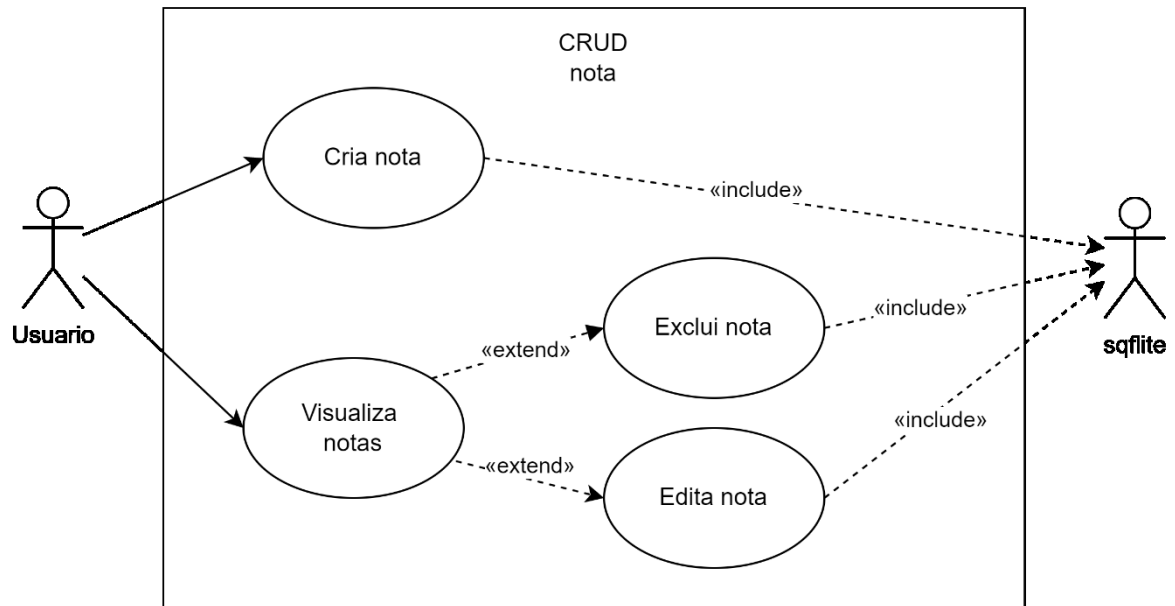 CRUD
nota
Cria nota
«include»
Usuario
Exclui nota
«include»
sqflite
«extend»
Visualiza
notas
«include»
«extend»
Edita nota